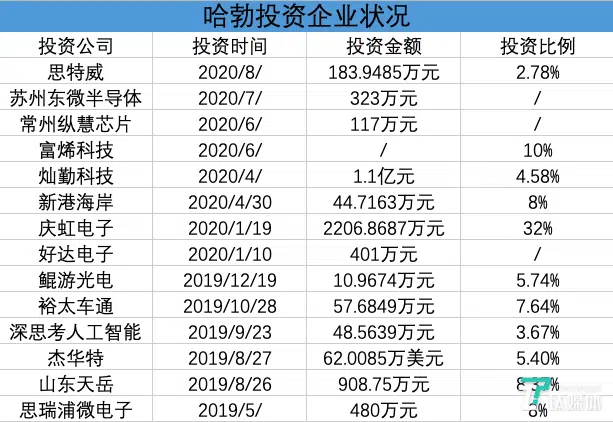 哈勃投资企业状况
投资公司 投资时间 投资金额 投资比例
思特威 2020/8/ 183.9485万元 2.78%
苏州东微半导体 2020/7/ 323万元 /
常州纵慧芯片 2020/6/ 117万元 /
富烯科技 2020/6/ / 10%
灿勤科技 2020/4/ 1.1亿元 4.58%
新港海岸 2020/4/30 44.7163万元 8%
庆虹电子 2020/1/19 2206.8687万元 32%
好达电子 2020/1/10 401万元 /
鲲游光电 2019/12/19 10.9674万元 5.74%
裕太车通 2019/10/28 57.6849万元 7.64%
深思考人工智能 2019/9/23 48.5639万元 3.67%
杰华特 2019/8/27 62.0085万美元 5.40%
山东天岳 2019/8/26 908.75万元
思瑞浦微电子 2019/5/ 480万元 8%
钛媒体